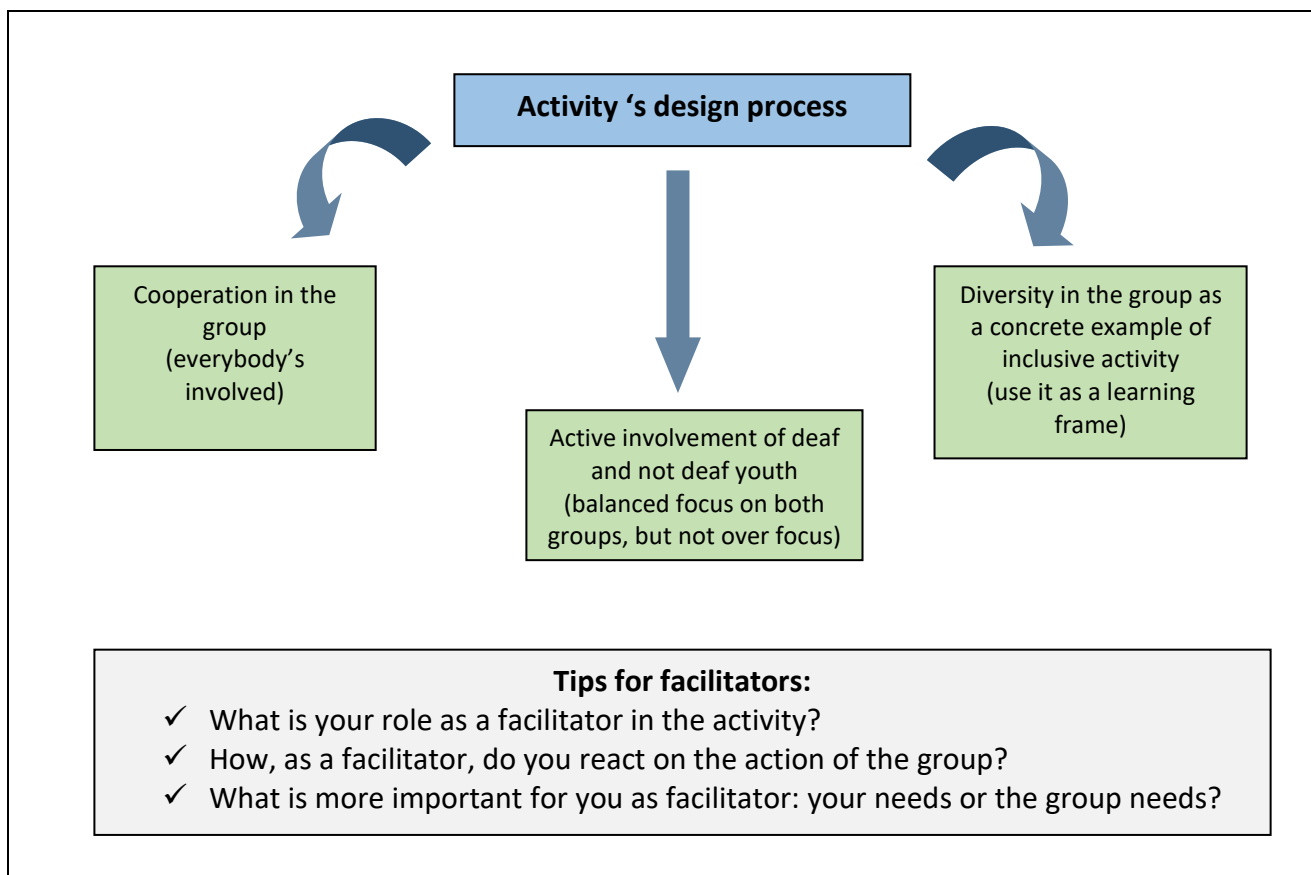 Activity ‘s design process
Cooperation in the
group
(everybody’s
involved)
Active involvement of deaf
and not deaf youth
(balanced focus on both
groups, but not over focus)
Diversity in the group as
a concrete example of
inclusive activity
(use it as a learning
frame)
Tips for facilitators:
✓ What is your role as a facilitator in the activity?
✓ How, as a facilitator, do you react on the action of the group?
✓ What is more important for you as facilitator: your needs or the group needs?